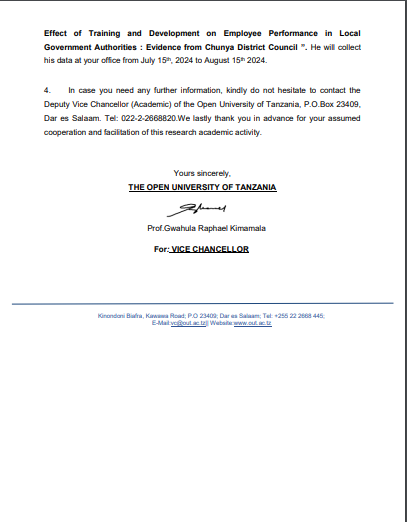 Effect of Training and Development on Employee Performance in Local
Government Authorities : Evidence from Chunya District Council ". He will collect
his data at your office from July 15th, 2024 to August 15th 2024.
4. In case you need any further information, kindly do not hesitate to contact the
Deputy Vice Chancellor (Academic) of the Open University of Tanzania, P.O.Box 23409,
Dar es Salaam. Tel: 022-2-2668820.We lastly thank you in advance for your assumed
cooperation and facilitation of this research academic activity.
Yours sincerely,
THE OPEN UNIVERSITY OF TANZANIA
Prof.Gwahula Raphael Kimamala
For: VICE CHANCELLOR
Kinondoni Biafra, Kawawa Road; P.O 23409; Dar es Salaam; Tel: +255 22 2668 445;
E-Mail:vc@out.ac.tz|| Website:www.out.ac.tz